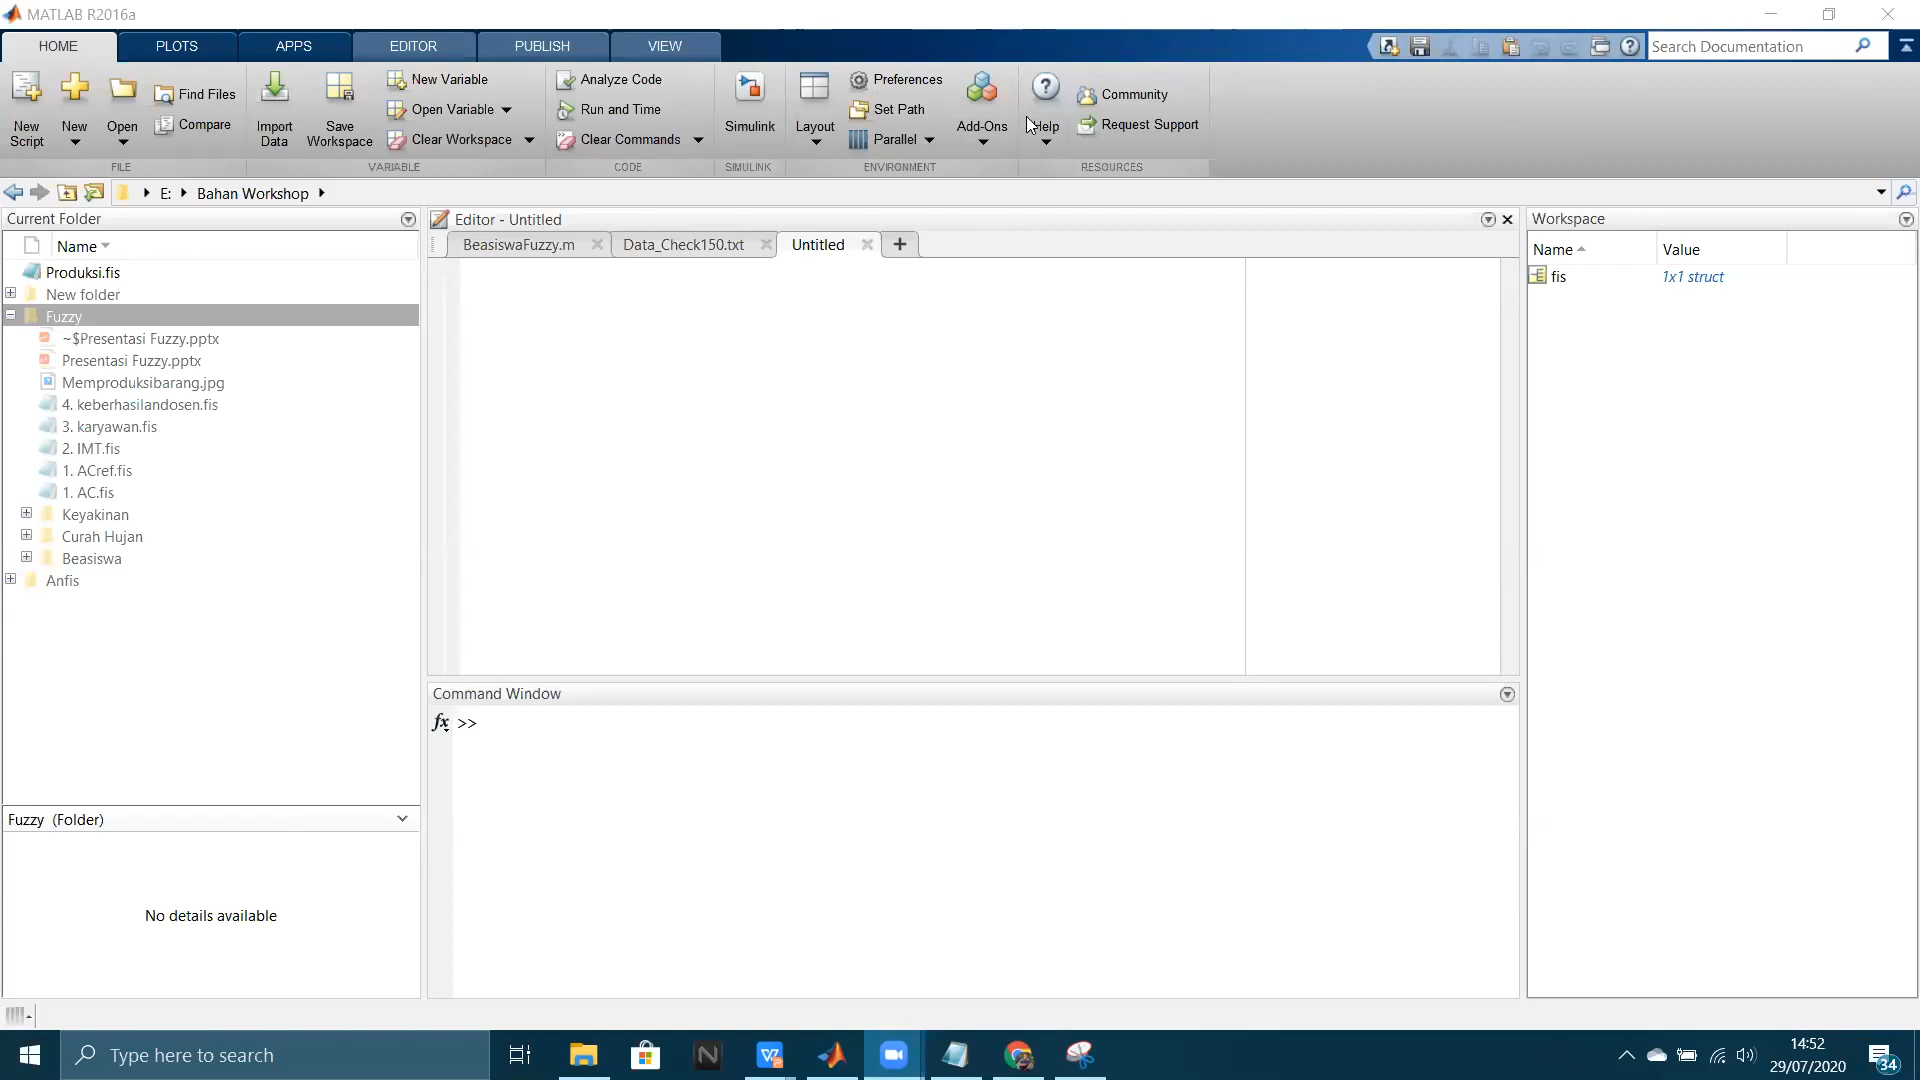 MATLAB R2016a
HOME PLOTS APPS EDITOR PUBLISH VIEW
Search Documentation
New Script
New
Open
Find Files
Compare
Import Data
Save Workspace
New Variable
Open Variable
Clear Workspace
Analyze Code
Run and Time
Clear Commands
Simulink
Layout
Preferences
Set Path
Parallel
Add-Ons
Help
Community
Request Support
FILE VARIABLE CODE SIMULINK ENVIRONMENT RESOURCES
E: Bahan Workshop
Current Folder
Name
Produksi.fis
New folder
Fuzzy
~$Presentasi Fuzzy.pptx
Presentasi Fuzzy.pptx
Memproduksibarang.jpg
4. keberhasilandosen.fis
3. karyawan.fis
2. IMT.fis
1. ACref.fis
1. AC.fis
Keyakinan
Curah Hujan
Beasiswa
Anfis
Fuzzy (Folder)
No details available
Editor - Untitled
BeasiswaFuzzy.m Data_Check150.txt Untitled
Command Window
fx >>
Workspace
Name Value
fis 1x1 struct
Type here to search
14:52
29/07/2020
34